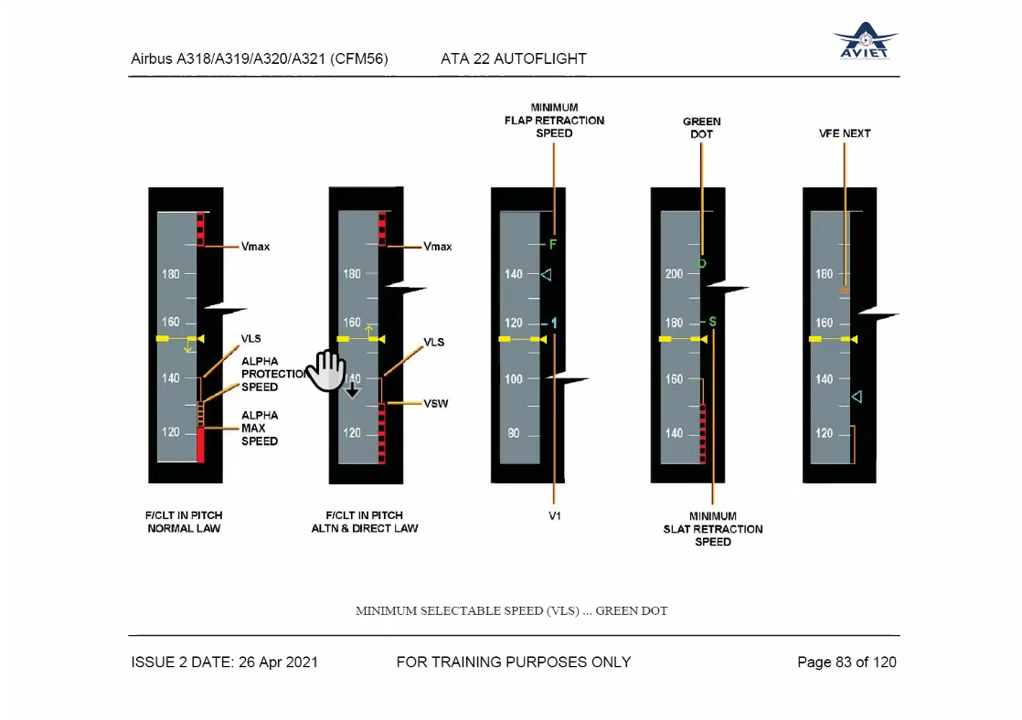 Airbus A318/A319/A320/A321 (CFM56)
ATA 22 AUTOFLIGHT
AVIET
MINIMUM
FLAP RETRACTION
SPEED
GREEN
DOT
VFE NEXT
Vmax
180
160
VLS
140
ALPHA
PROTECTION
SPEED
ALPHA
MAX
SPEED
120
F/CLT IN PITCH
NORMAL LAW
Vmax
180
160
VLS
140
VSW
120
F/CLT IN PITCH
ALTN & DIRECT LAW
F
140
120
1
100
80
V1
200
180
S
160
140
MINIMUM
SLAT RETRACTION
SPEED
180
160
140
120
MINIMUM SELECTABLE SPEED (VLS) ... GREEN DOT
ISSUE 2 DATE: 26 Apr 2021
FOR TRAINING PURPOSES ONLY
Page 83 of 120